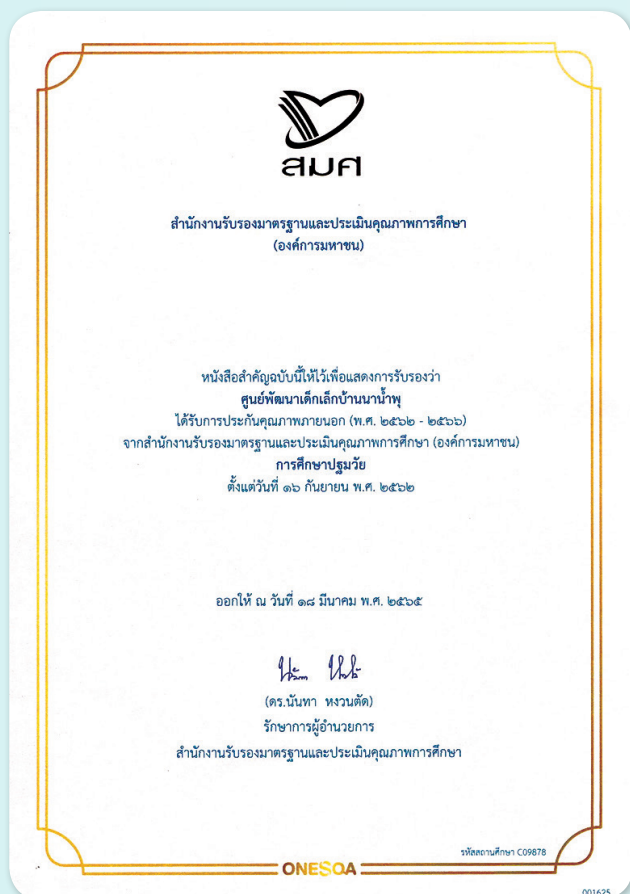 สมศ
สำนักงานรับรองมาตรฐานและประเมินคุณภาพการศึกษา
(องค์การมหาชน)
หนังสือสำคัญฉบับนี้ให้ไว้เพื่อแสดงการรับรองว่า
ศูนย์พัฒนาเด็กเล็กบ้านนาน้ำพุ
ได้รับการประกันคุณภาพภายนอก (พ.ศ. ๒๕๖๒ - ๒๕๖๖)
จากสำนักงานรับรองมาตรฐานและประเมินคุณภาพการศึกษา (องค์การมหาชน)
การศึกษาปฐมวัย
ตั้งแต่วันที่ ๑๖ กันยายน พ.ศ. ๒๕๖๒
ออกให้ ณ วันที่ ๑๘ มีนาคม พ.ศ. ๒๕๖๕
(ดร.นันทา หงวนตัด)
รักษาการผู้อำนวยการ
สำนักงานรับรองมาตรฐานและประเมินคุณภาพการศึกษา
รหัสสถานศึกษา C09878
ONESQA
001625